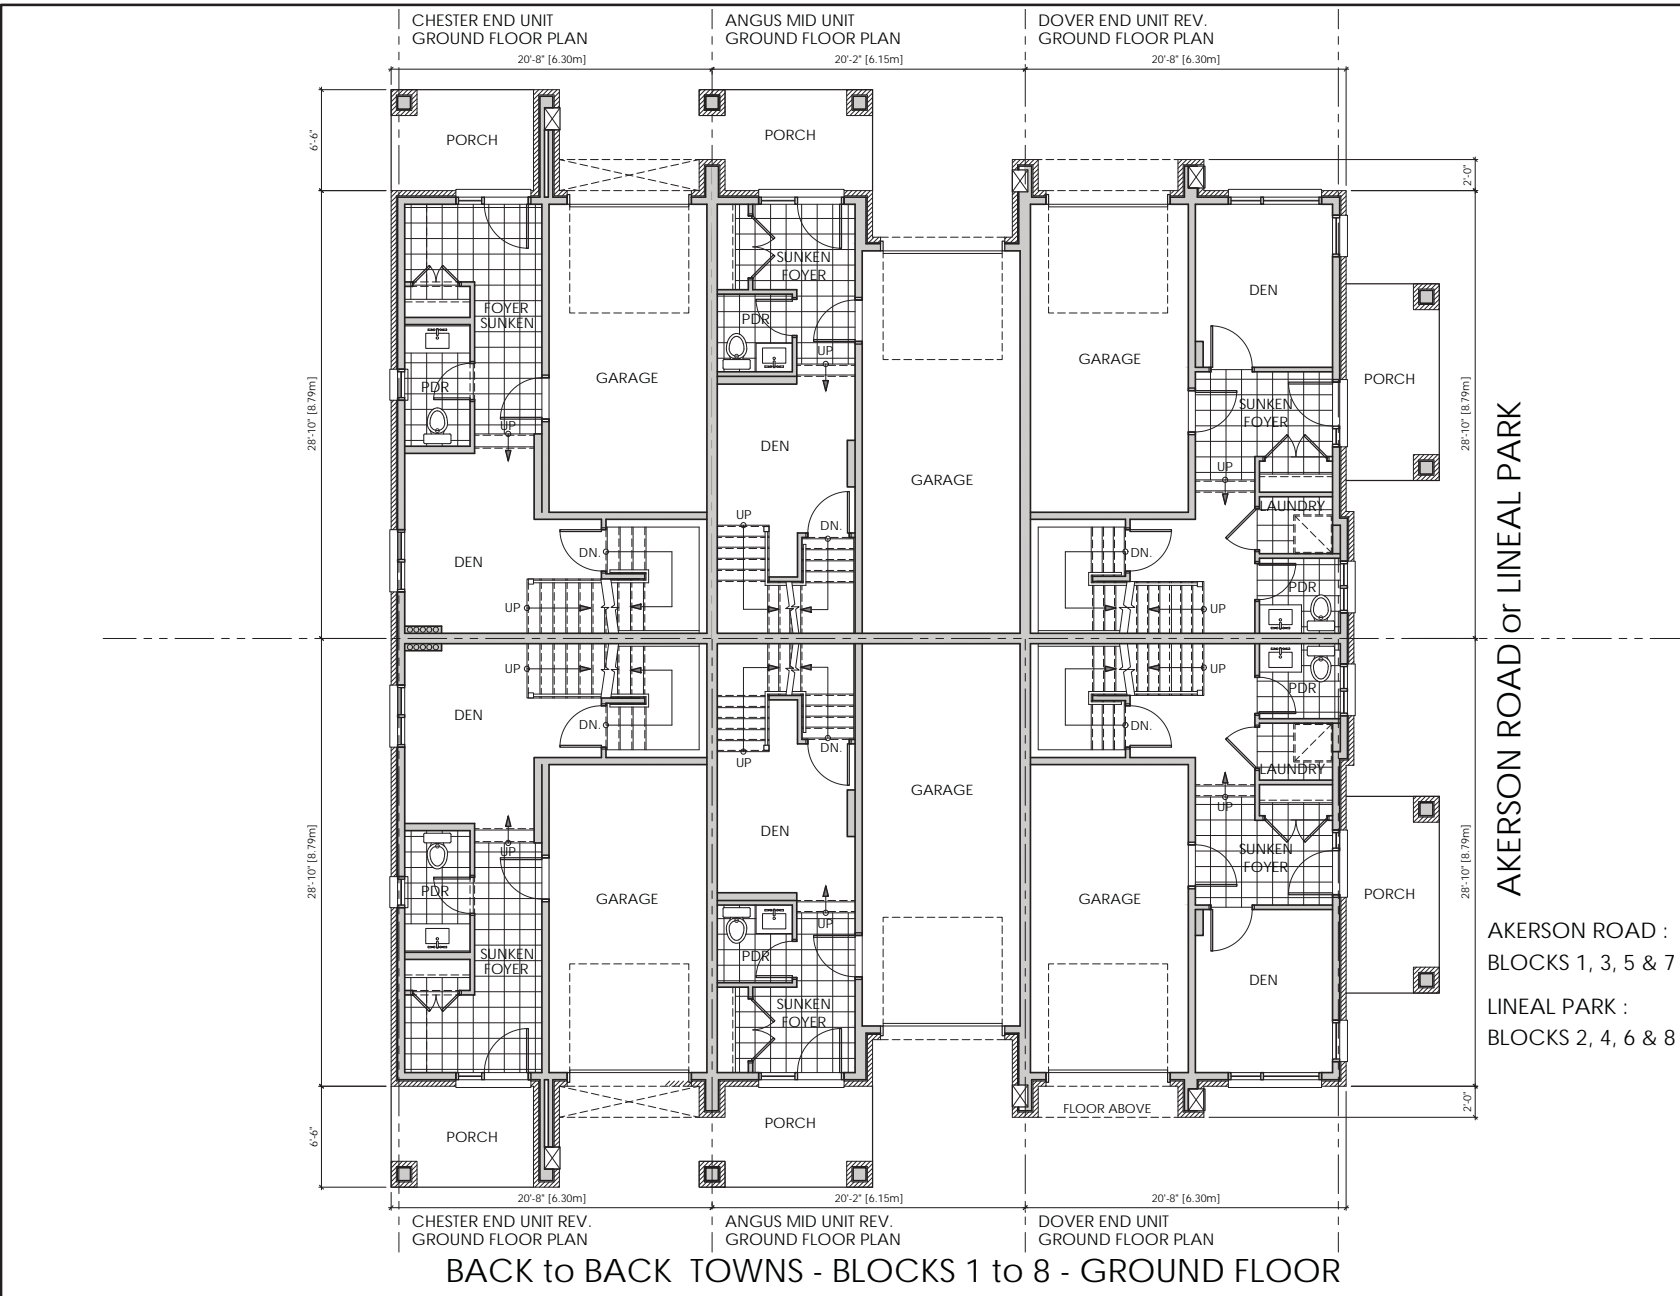 CHESTER END UNIT
GROUND FLOOR PLAN
ANGUS MID UNIT
GROUND FLOOR PLAN
DOVER END UNIT REV.
GROUND FLOOR PLAN
20'-8" [6.30m]
20'-2" [6.15m]
20'-8" [6.30m]
6'-6"
PORCH
PORCH
2'-0"
28'-10" [8.79m]
FOYER
SUNKEN
PDR
UP
GARAGE
SUNKEN
FOYER
PDR
UP
DEN
GARAGE
GARAGE
DEN
SUNKEN
FOYER
UP
PORCH
28'-10" [8.79m]
LAUNDRY
DEN
DN.
UP
UP
DN.
DN.
UP
PDR
DEN
UP
DN.
UP
DN.
DEN
GARAGE
UP
DN.
PDR
LAUNDRY
28'-10" [8.79m]
UP
PDR
SUNKEN
FOYER
GARAGE
UP
PDR
SUNKEN
FOYER
GARAGE
UP
SUNKEN
FOYER
DEN
PORCH
28'-10" [8.79m]
AKERSON ROAD or LINEAL PARK
AKERSON ROAD :
BLOCKS 1, 3, 5 & 7
LINEAL PARK :
BLOCKS 2, 4, 6 & 8
6'-6"
PORCH
PORCH
FLOOR ABOVE
2'-0"
20'-8" [6.30m]
20'-2" [6.15m]
20'-8" [6.30m]
CHESTER END UNIT REV.
GROUND FLOOR PLAN
ANGUS MID UNIT REV.
GROUND FLOOR PLAN
DOVER END UNIT
GROUND FLOOR PLAN
BACK to BACK TOWNS - BLOCKS 1 to 8 - GROUND FLOOR